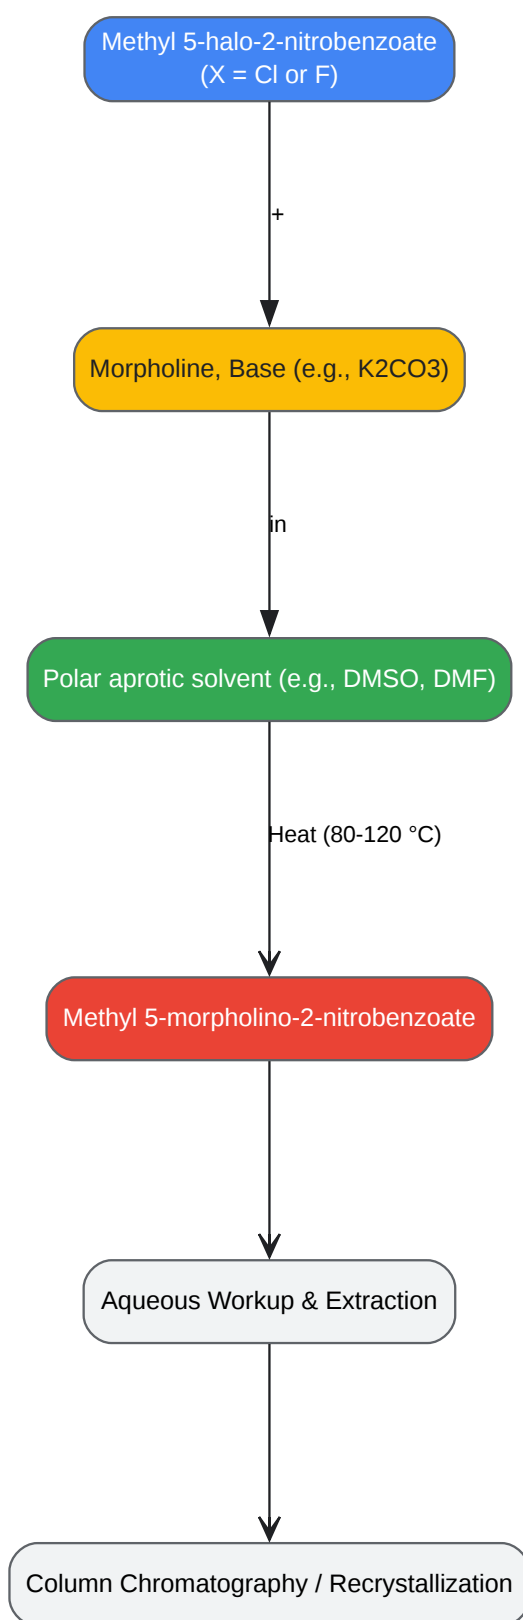 Methyl 5-halo-2-nitrobenzoate
(X = Cl or F)
+
Morpholine, Base (e.g., K2CO3)
in
Polar aprotic solvent (e.g., DMSO, DMF)
Heat (80-120 °C)
Methyl 5-morpholino-2-nitrobenzoate
Aqueous Workup & Extraction
Column Chromatography / Recrystallization